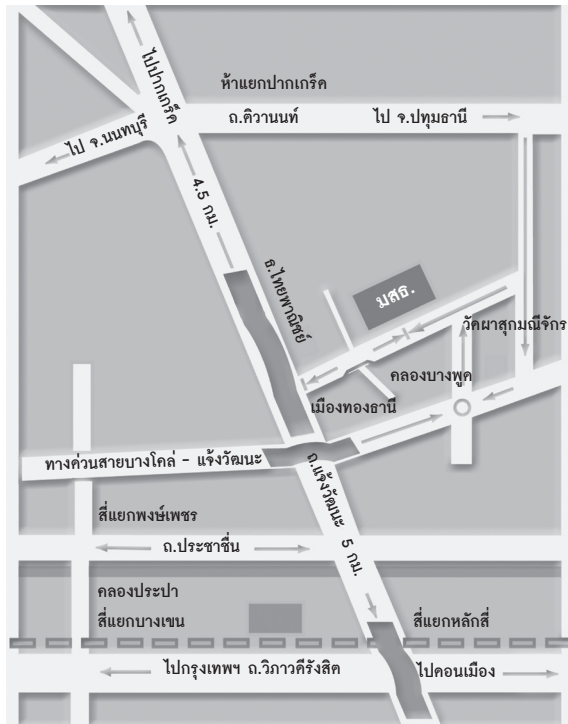 ไปปากเกร็ด
ห้าแยกปากเกร็ด
ถ.ติวานนท์
ไป จ.ปทุมธานี
ไป จ.นนทบุรี
4.5 กม.
ธ.ไทยพาณิชย์
มสธ.
วัดผาสุกมณีจักร
คลองบางพูด
เมืองทองธานี
ทางด่วนสายบางโคล่ - แจ้งวัฒนะ
ถ.แจ้งวัฒนะ 5 กม.
สี่แยกพงษ์เพชร
ถ.ประชาชื่น
คลองประปา
สี่แยกบางเขน
สี่แยกหลักสี่
ไปกรุงเทพฯ ถ.วิภาวดีรังสิต
ไปดอนเมือง